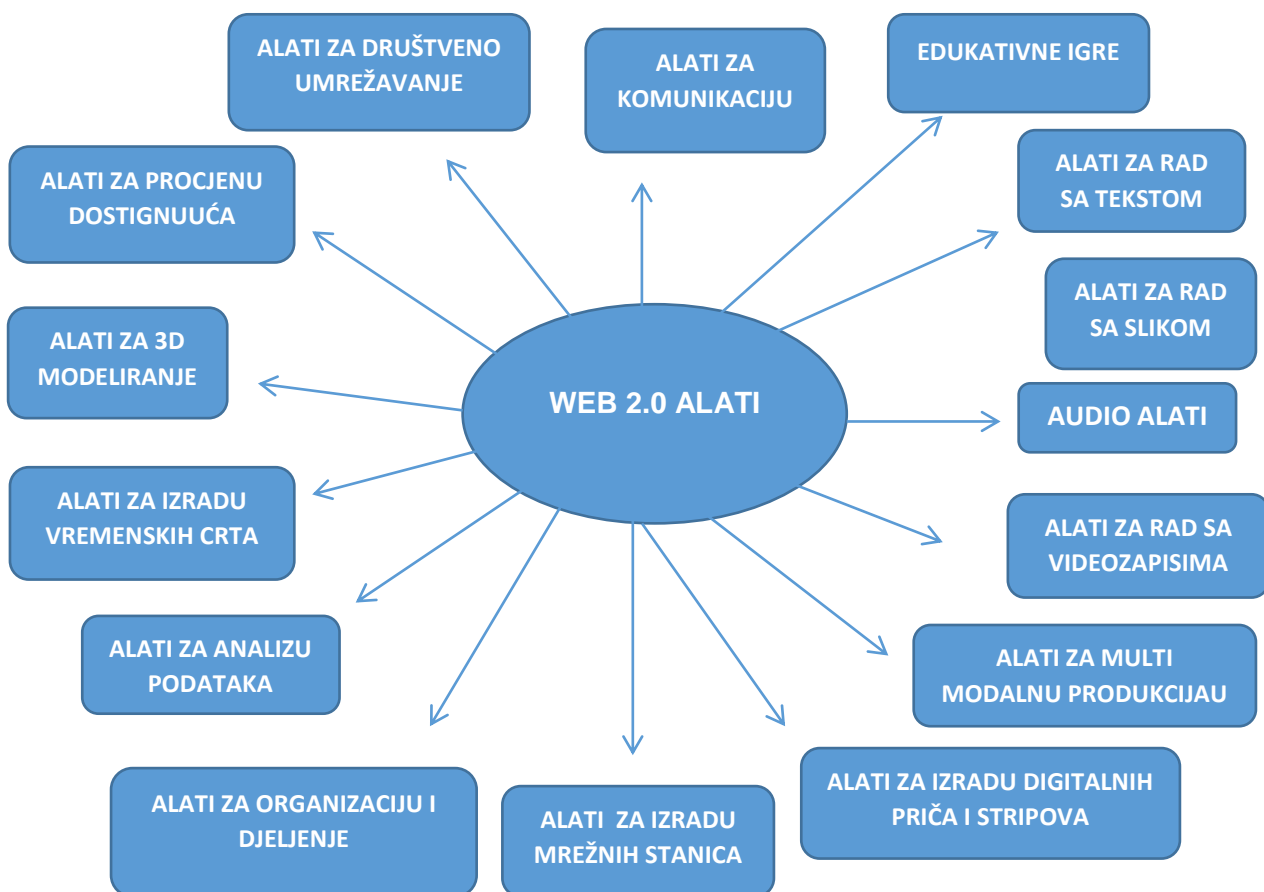 ALATI ZA DRUŠTVENO
UMREŽAVANJE
ALATI ZA
KOMUNIKACIJU
EDUKATIVNE IGRE
ALATI ZA PROCJENU
DOSTIGNUUĆA
ALATI ZA RAD
SA TEKSTOM
ALATI ZA RAD
SA SLIKOM
ALATI ZA 3D
MODELIRANJE
WEB 2.0 ALATI
AUDIO ALATI
ALATI ZA IZRADU
VREMENSKIH CRTA
ALATI ZA RAD SA
VIDEOZAPISIMA
ALATI ZA ANALIZU
PODATAKA
ALATI ZA MULTI
MODALNU PRODUKCIJAU
ALATI ZA ORGANIZACIJU I
DJELJENJE
ALATI  ZA IZRADU
MREŽNIH STANICA
ALATI ZA IZRADU DIGITALNIH
PRIČA I STRIPOVA